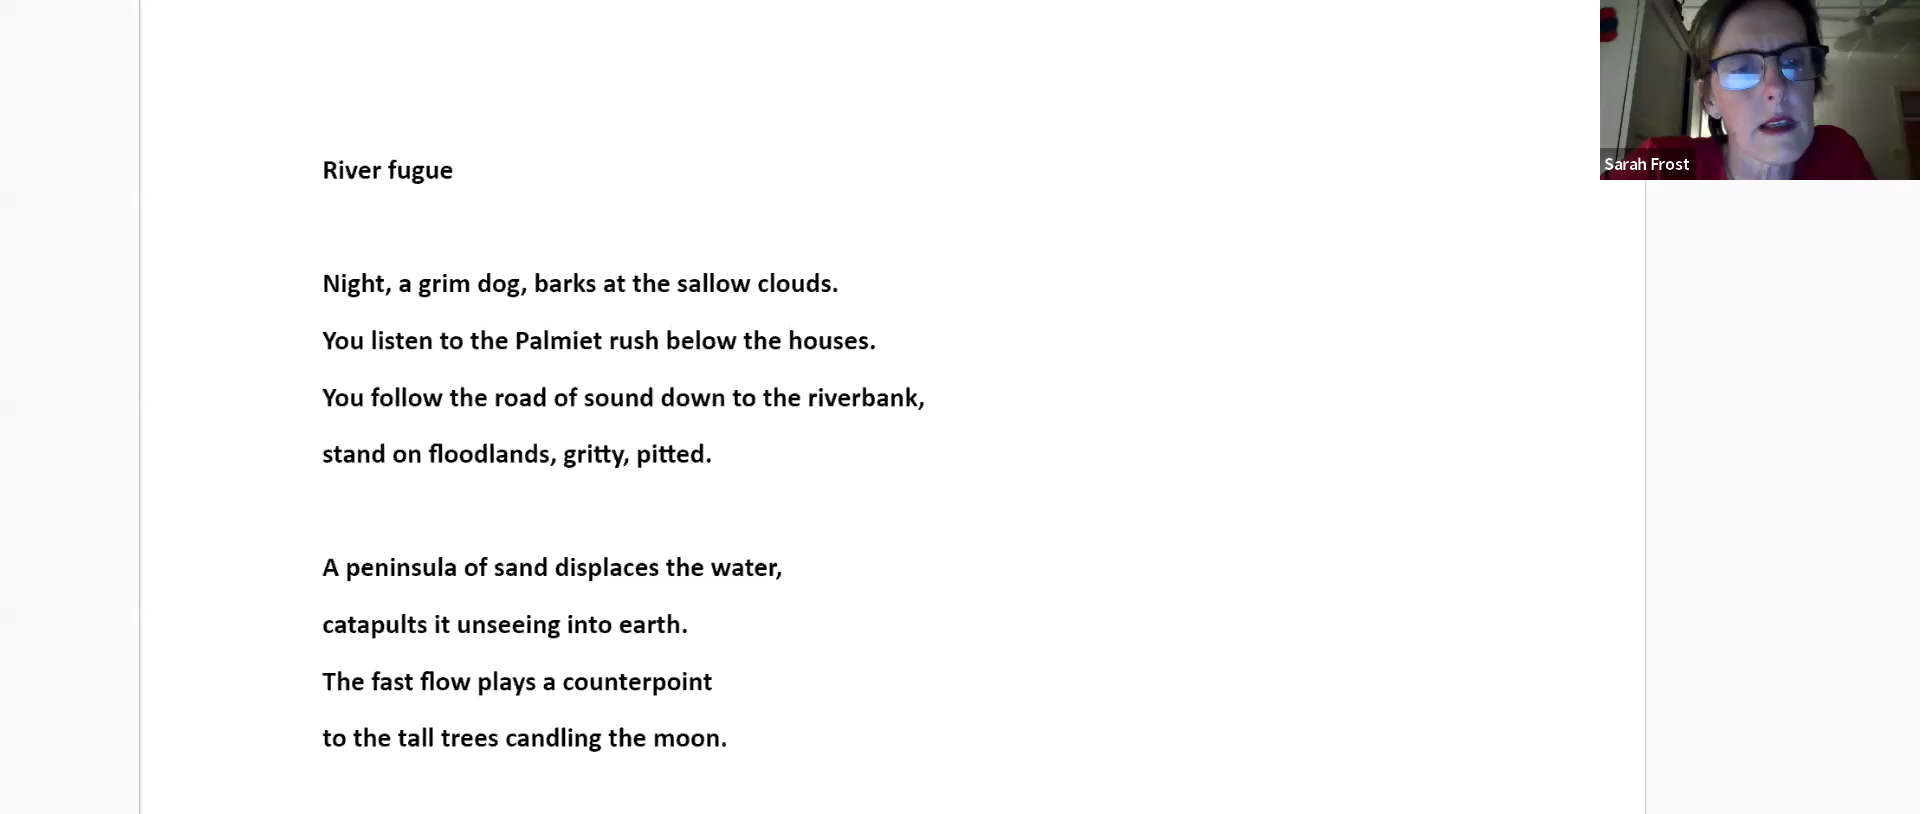 River fugue
Night, a grim dog, barks at the sallow clouds.
You listen to the Palmiet rush below the houses.
You follow the road of sound down to the riverbank,
stand on floodlands, gritty, pitted.
A peninsula of sand displaces the water,
catapults it unseeing into earth.
The fast flow plays a counterpoint
to the tall trees candling the moon.
Sarah Frost